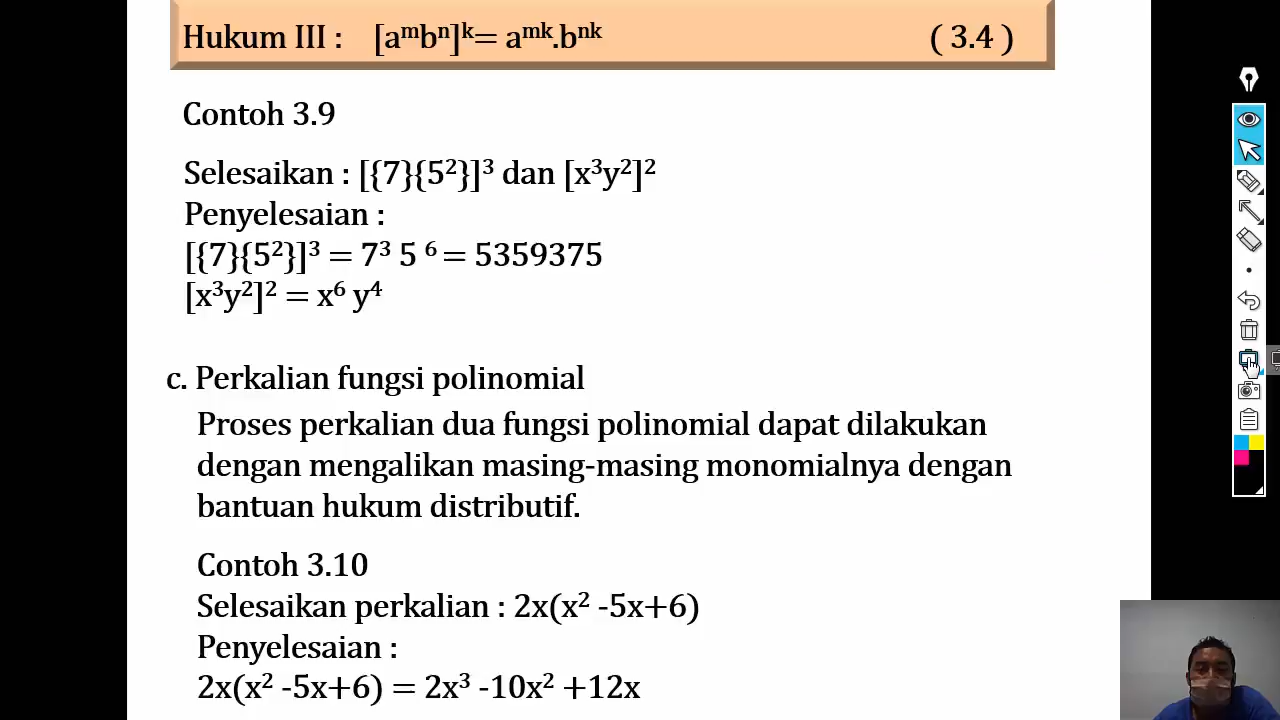 Hukum III : [aᵐbⁿ]ᵏ= aᵐᵏ.bⁿᵏ ( 3.4 )
Contoh 3.9
Selesaikan : [{7}{5²}]³ dan [x³y²]²
Penyelesaian :
[{7}{5²}]³ = 7³ 5 ⁶ = 5359375
[x³y²]² = x⁶ y⁴
c. Perkalian fungsi polinomial
Proses perkalian dua fungsi polinomial dapat dilakukan
dengan mengalikan masing-masing monomialnya dengan
bantuan hukum distributif.
Contoh 3.10
Selesaikan perkalian : 2x(x² -5x+6)
Penyelesaian :
2x(x² -5x+6) = 2x³ -10x² +12x